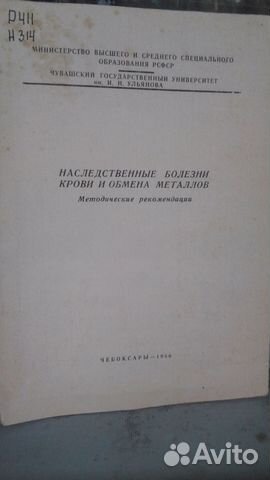 Р411
Н314
МИНИСТЕРСТВО ВЫСШЕГО И СРЕДНЕГО СПЕЦИАЛЬНОГО
ОБРАЗОВАНИЯ РСФСР
ЧУВАШСКИЙ ГОСУДАРСТВЕННЫЙ УНИВЕРСИТЕТ
им. И. Н. УЛЬЯНОВА
НАСЛЕДСТВЕННЫЕ БОЛЕЗНИ
КРОВИ И ОБМЕНА МЕТАЛЛОВ
Методические рекомендации
ЧЕБОКСАРЫ
Avito